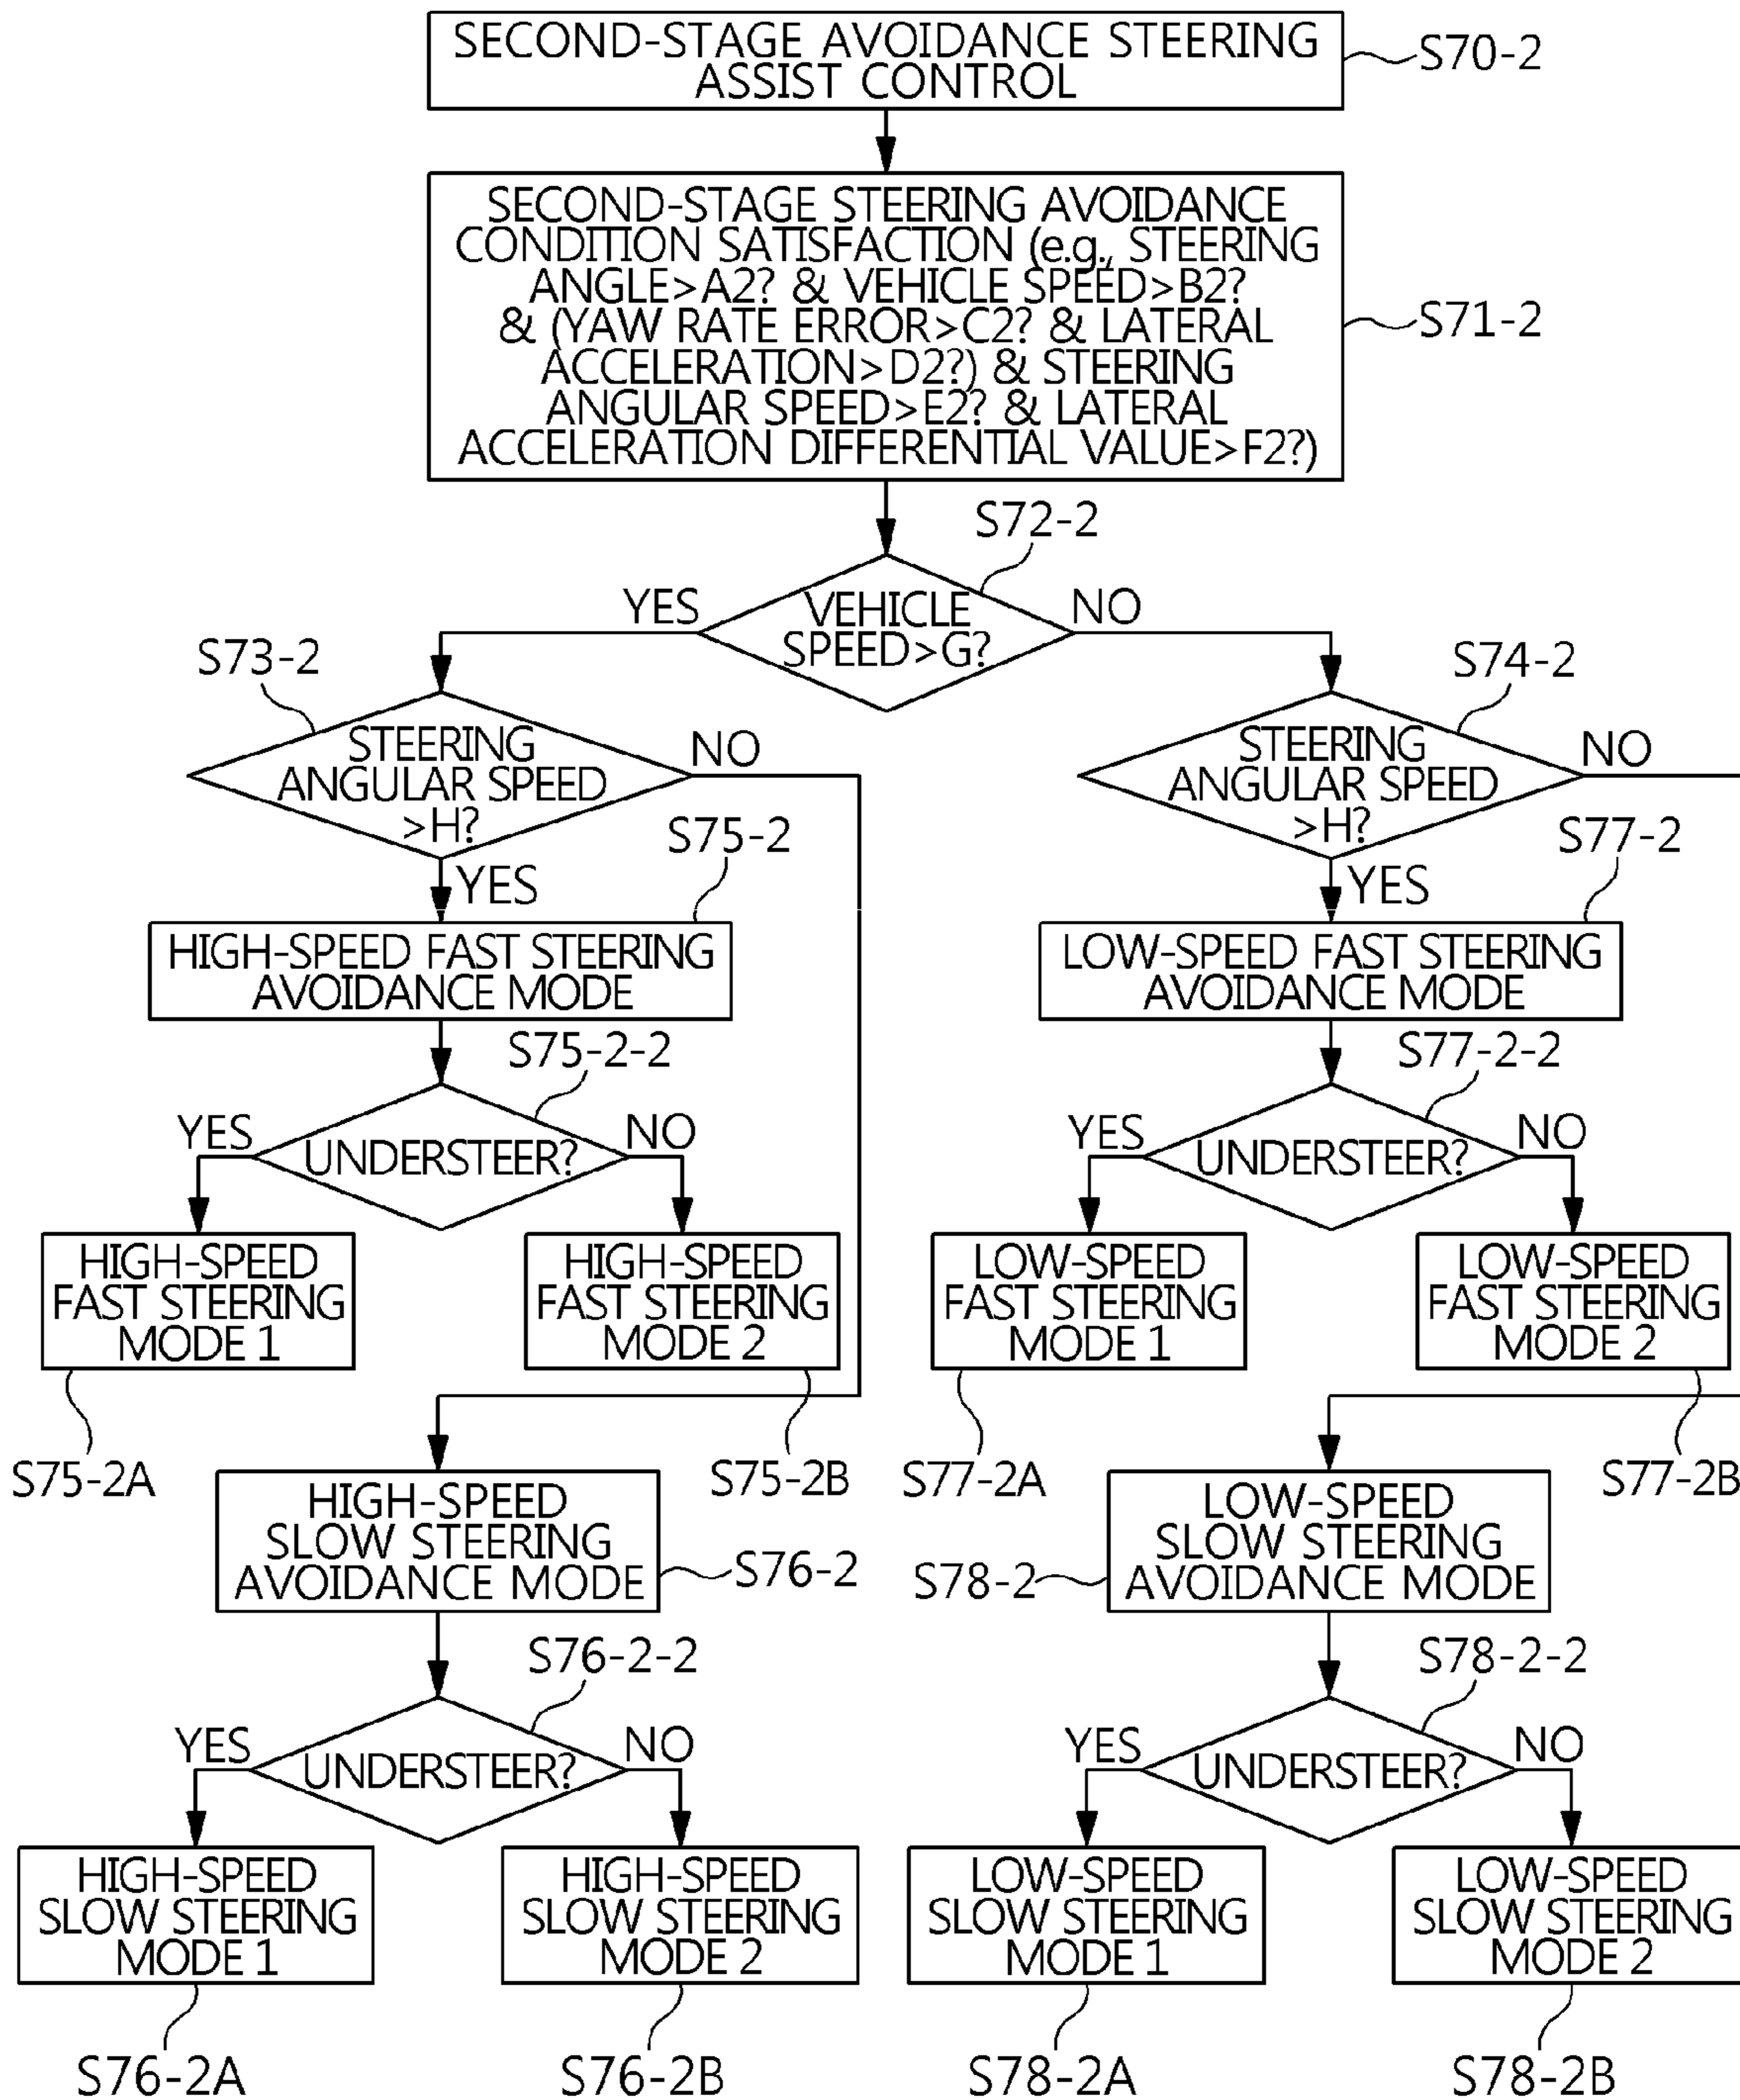 SECOND-STAGE AVOIDANCE STEERING
ASSIST CONTROL
S70-2
SECOND-STAGE STEERING AVOIDANCE
CONDITION SATISFACTION (e.g., STEERING
ANGLE>A2? & VEHICLE SPEED>B2?
& (YAW RATE ERROR>C2? & LATERAL
ACCELERATION>D2?) & STEERING
ANGULAR SPEED>E2? & LATERAL
ACCELERATION DIFFERENTIAL VALUE>F2?)
S71-2
S72-2
YES
VEHICLE
SPEED>G?
NO
S73-2
STEERING
ANGULAR SPEED
>H?
NO
YES
S74-2
STEERING
ANGULAR SPEED
>H?
NO
YES
S75-2
HIGH-SPEED FAST STEERING
AVOIDANCE MODE
S77-2
LOW-SPEED FAST STEERING
AVOIDANCE MODE
S75-2-2
YES
UNDERSTEER?
NO
S77-2-2
YES
UNDERSTEER?
NO
HIGH-SPEED
FAST STEERING
MODE 1
HIGH-SPEED
FAST STEERING
MODE 2
LOW-SPEED
FAST STEERING
MODE 1
LOW-SPEED
FAST STEERING
MODE 2
S75-2A
S75-2B
S77-2A
S77-2B
HIGH-SPEED
SLOW STEERING
AVOIDANCE MODE
S76-2
S78-2
LOW-SPEED
SLOW STEERING
AVOIDANCE MODE
S76-2-2
YES
UNDERSTEER?
NO
S78-2-2
YES
UNDERSTEER?
NO
HIGH-SPEED
SLOW STEERING
MODE 1
HIGH-SPEED
SLOW STEERING
MODE 2
LOW-SPEED
SLOW STEERING
MODE 1
LOW-SPEED
SLOW STEERING
MODE 2
S76-2A
S76-2B
S78-2A
S78-2B